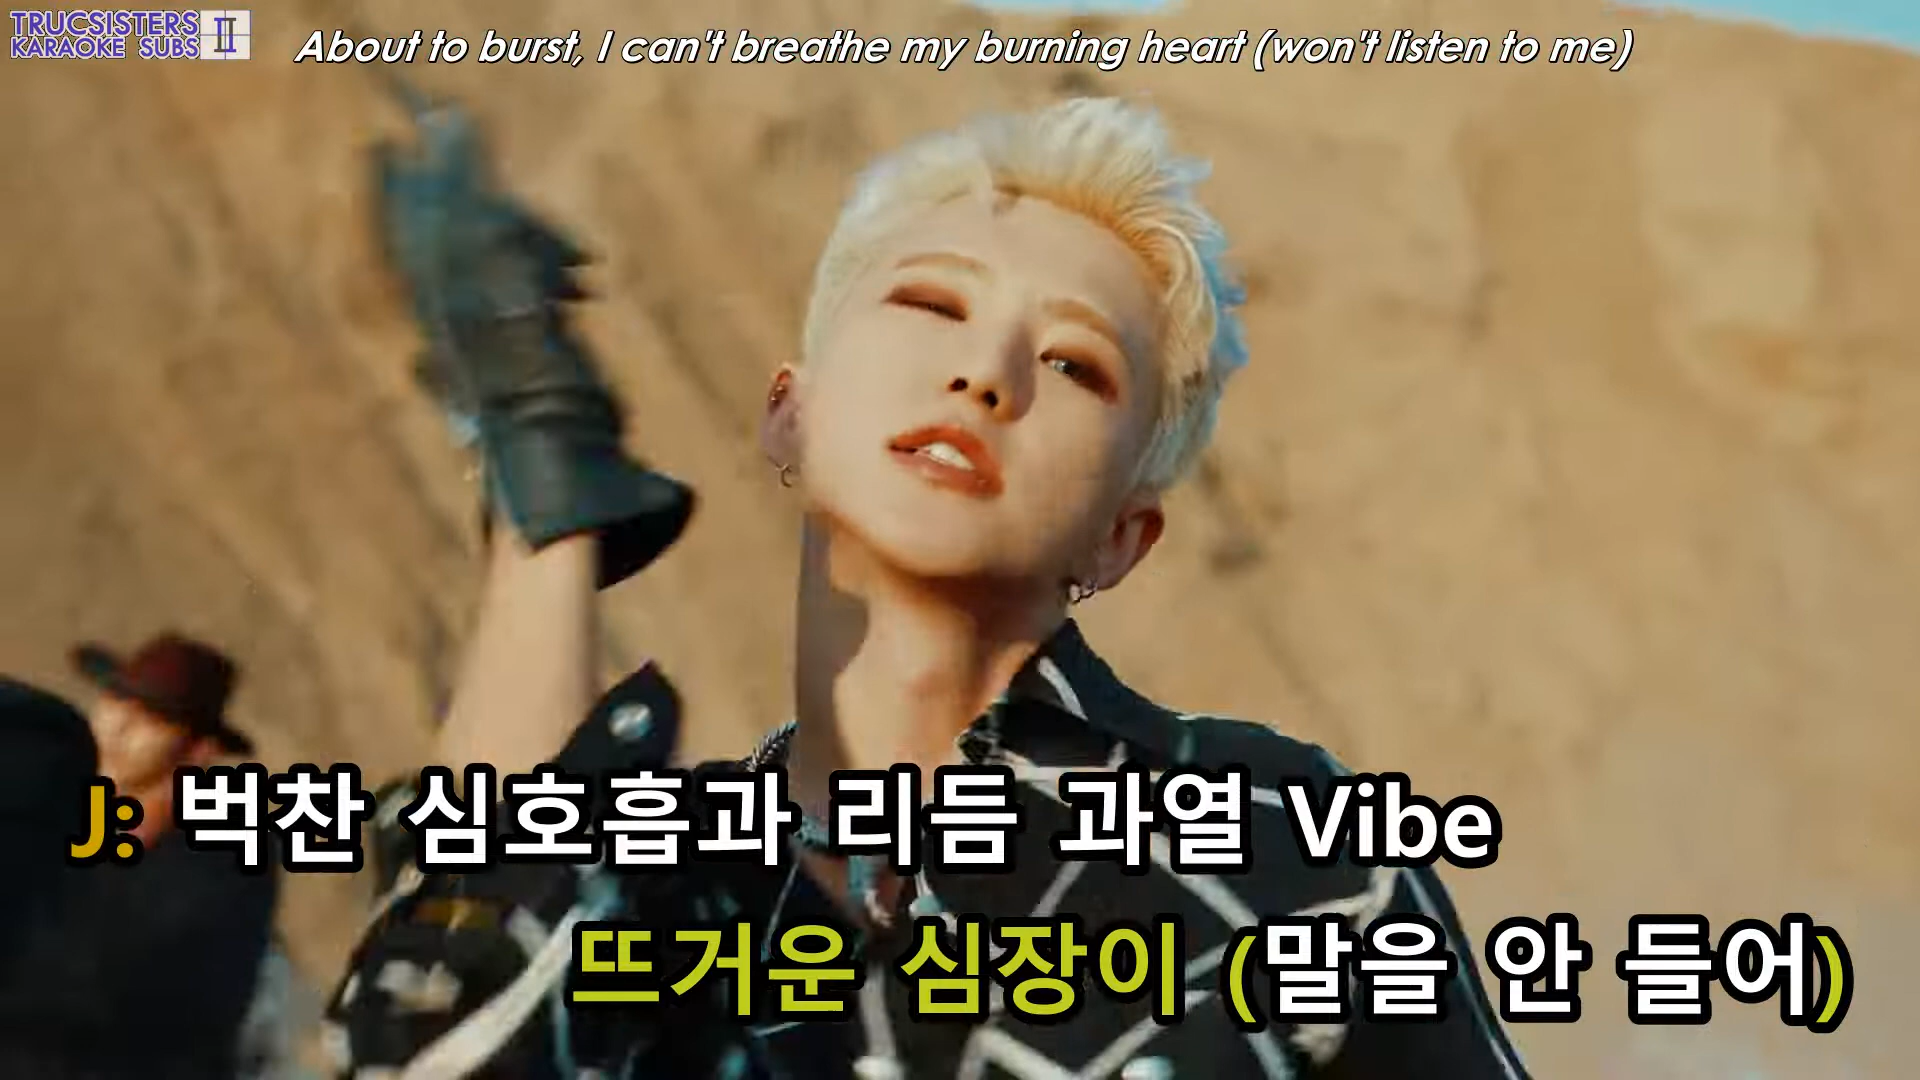 TRUCSISTERS
KARAOKE SUBS II
About to burst, I can't breathe my burning heart (won't listen to me)
J: 벅찬 심호흡과 리듬 과열 Vibe
뜨거운 심장이 (말을 안 들어)